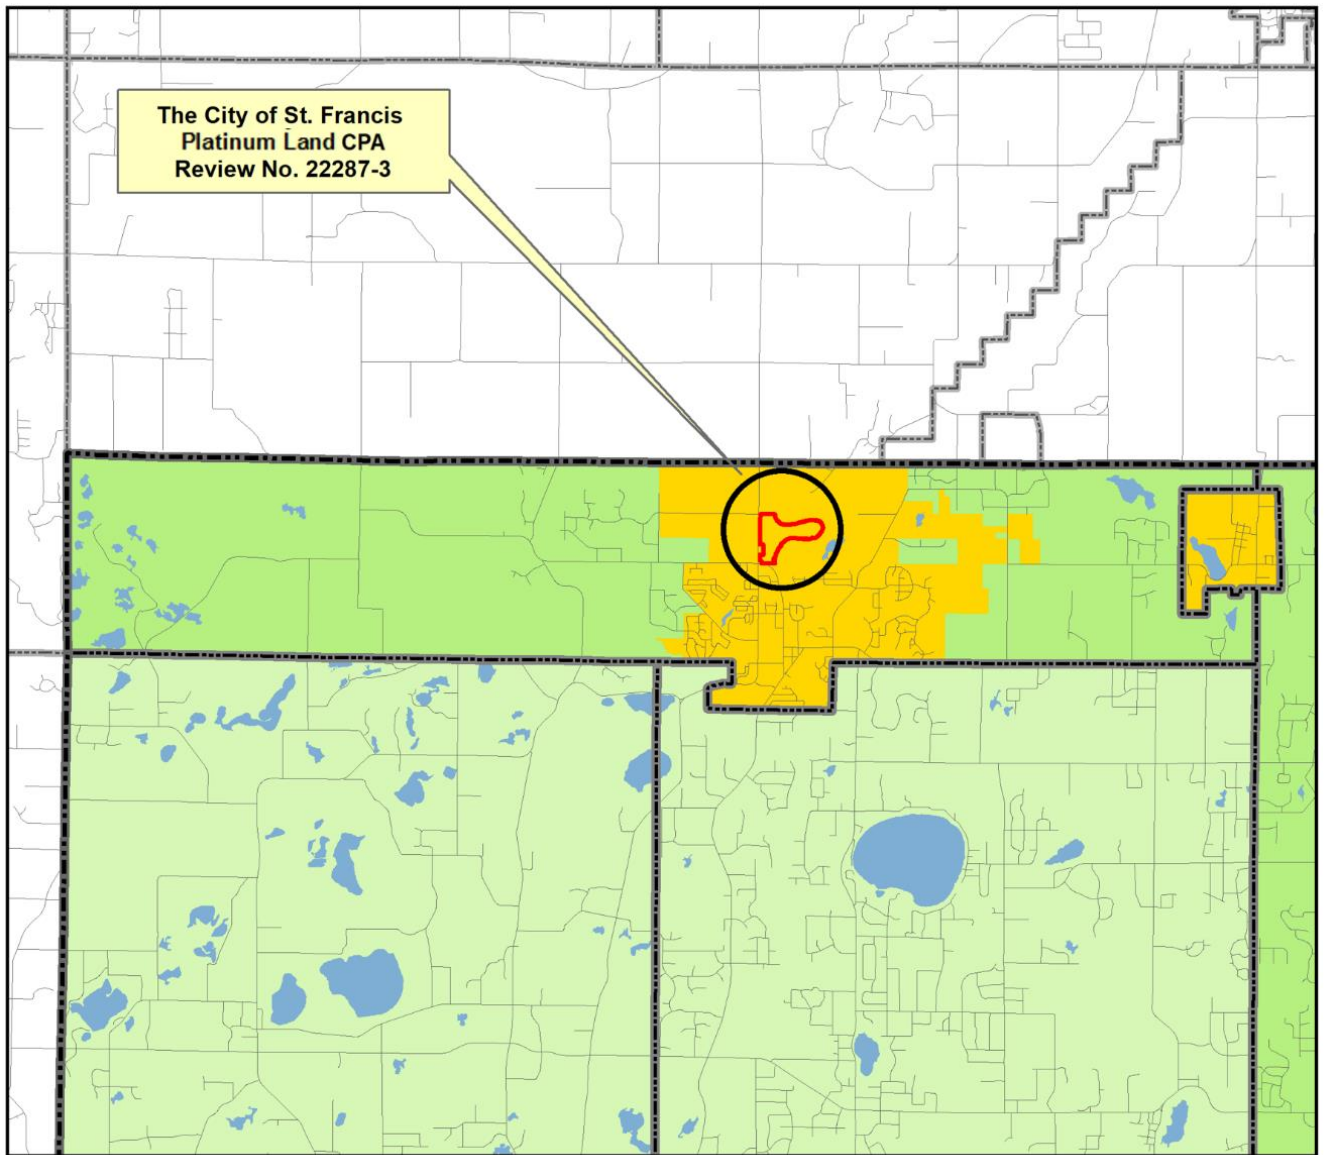 The City of St. Francis
Platinum Land CPA
Review No. 22287-3